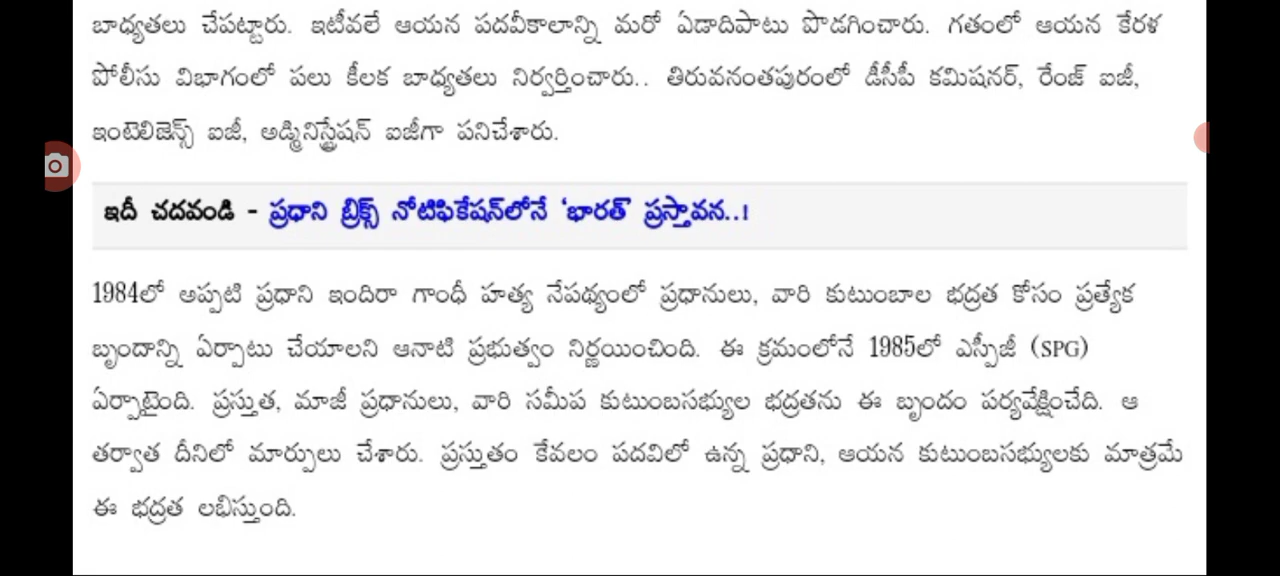 బాధ్యతలు చేపట్టారు. ఇటీవలే ఆయన పదవీకాలాన్ని మరో ఏడాదిపాటు పొడగించారు. గతంలో ఆయన కేరళ
పోలీసు విభాగంలో పలు కీలక బాధ్యతలు నిర్వర్తించారు.. తిరువనంతపురంలో డీసీపీ కమిషనర్, రేంజ్ ఐజీ,
ఇంటెలిజెన్స్ ఐజీ, అడ్మినిస్ట్రేషన్ ఐజీగా పనిచేశారు.
ఇదీ చదవండి - ప్రధాని బ్రిక్స్ నోటిఫికేషన్‌లోనే ‘భారత్’ ప్రస్తావన..!
1984లో అప్పటి ప్రధాని ఇందిరా గాంధీ హత్య నేపథ్యంలో ప్రధానులు, వారి కుటుంబాల భద్రత కోసం ప్రత్యేక
బృందాన్ని ఏర్పాటు చేయాలని ఆనాటి ప్రభుత్వం నిర్ణయించింది. ఈ క్రమంలోనే 1985లో ఎస్పీజీ (SPG)
ఏర్పాటైంది. ప్రస్తుత, మాజీ ప్రధానులు, వారి సమీప కుటుంబసభ్యుల భద్రతను ఈ బృందం పర్యవేక్షించేది. ఆ
తర్వాత దీనిలో మార్పులు చేశారు. ప్రస్తుతం కేవలం పదవిలో ఉన్న ప్రధాని, ఆయన కుటుంబసభ్యులకు మాత్రమే
ఈ భద్రత లభిస్తుంది.